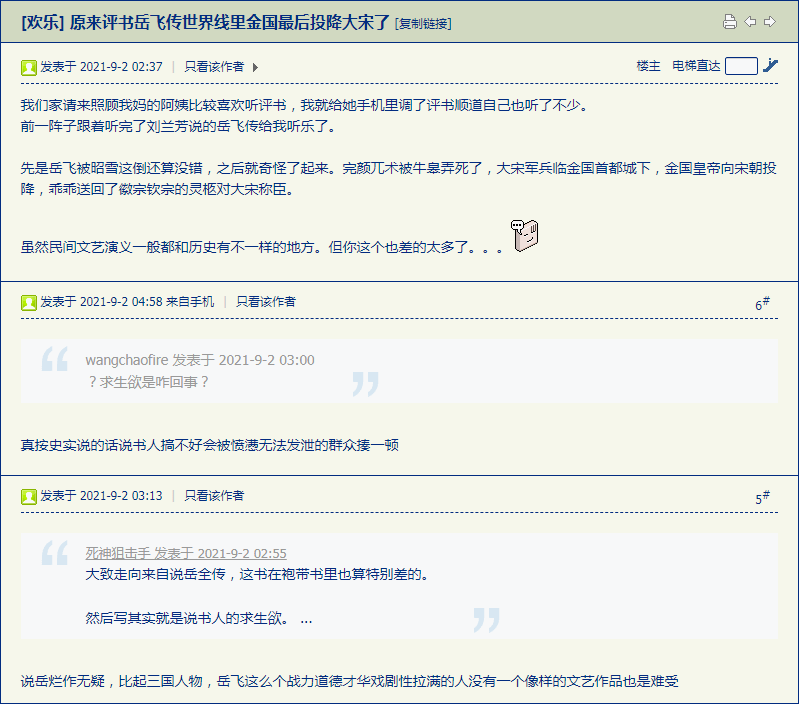 [欢乐] 原来评书岳飞传世界线里金国最后投降大宋了 [复制链接]
发表于 2021-9-2 02:37 | 只看该作者 楼主 电梯直达
我们家请来照顾我妈的阿姨比较喜欢听评书，我就给她手机里调了评书顺道自己也听了不少。
前一阵子跟着听完了刘兰芳说的岳飞传给我听乐了。
先是岳飞被昭雪这倒还算没错，之后就奇怪了起来。完颜兀术被牛皋弄死了，大宋军兵临金国首都城下，金国皇帝向宋朝投
降，乖乖送回了徽宗钦宗的灵柩对大宋称臣。
虽然民间文艺演义一般都和历史有不一样的地方。但你这个也差的太多了。。。
发表于 2021-9-2 04:58 来自手机 | 只看该作者 6#
wangchaofire 发表于 2021-9-2 03:00
？求生欲是咋回事？
真按史实说的话说书人搞不好会被愤懑无法发泄的群众揍一顿
发表于 2021-9-2 03:13 | 只看该作者 5#
死神狙击手 发表于 2021-9-2 02:55
大致走向来自说岳全传，这书在袍带书里也算特别差的。
然后写其实就是说书人的求生欲。 ...
说岳烂作无疑，比起三国人物，岳飞这么个战力道德才华戏剧性拉满的人没有一个像样的文艺作品也是难受